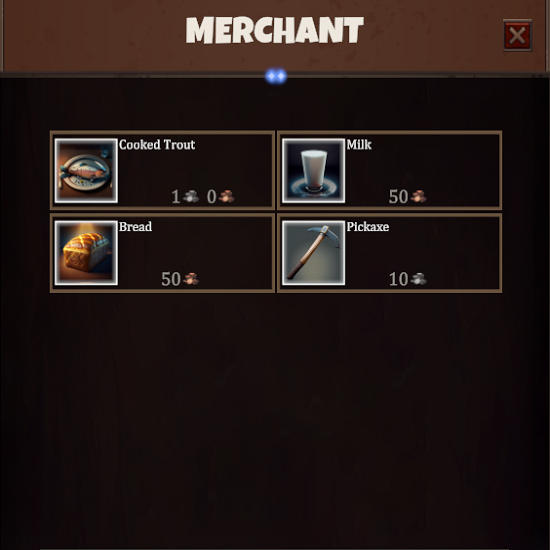 MERCHANT
Cooked Trout
1 0
Milk
50
Bread
50
Pickaxe
10